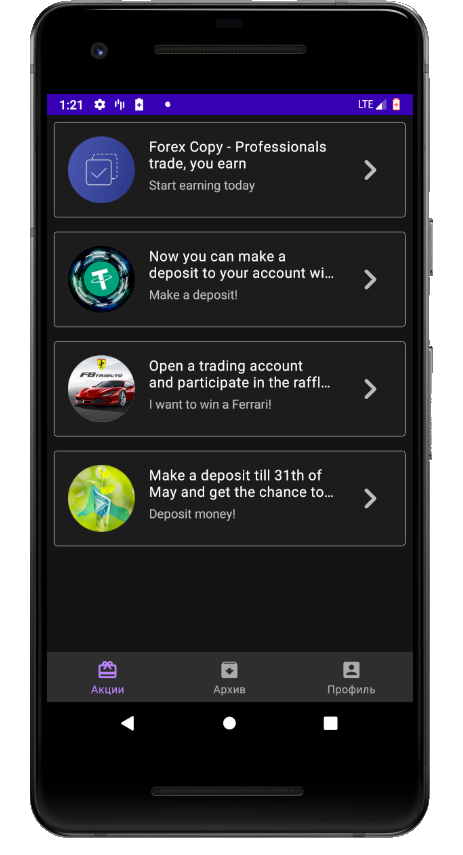 1:21
LTE
Forex Copy - Professionals
trade, you earn
Start earning today
Now you can make a
deposit to your account wi...
Make a deposit!
F8TRIBUTO
Open a trading account
and participate in the raffl...
I want to win a Ferrari!
Make a deposit till 31th of
May and get the chance to...
Deposit money!
Акции
Архив
Профиль